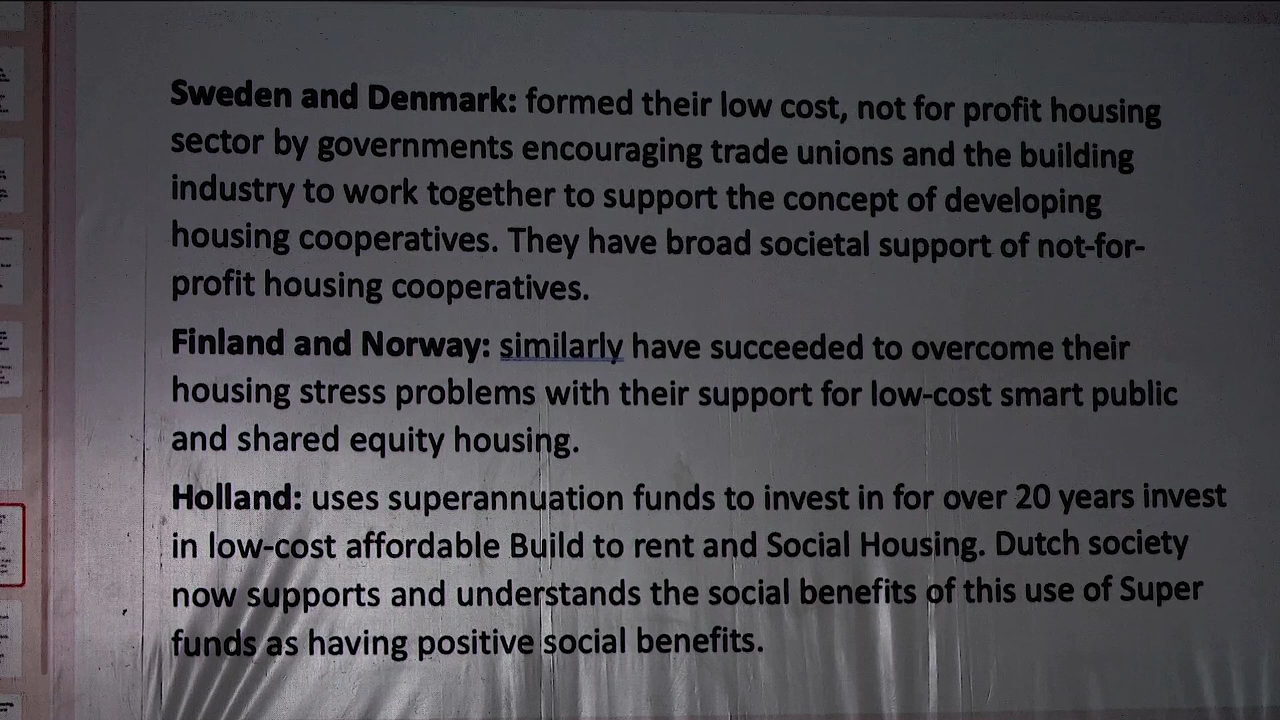 Sweden and Denmark: formed their low cost, not for profit housing
sector by governments encouraging trade unions and the building
industry to work together to support the concept of developing
housing cooperatives. They have broad societal support of not-for-
profit housing cooperatives.
Finland and Norway: similarly have succeeded to overcome their
housing stress problems with their support for low-cost smart public
and shared equity housing.
Holland: uses superannuation funds to invest in for over 20 years invest
in low-cost affordable Build to rent and Social Housing. Dutch society
now supports and understands the social benefits of this use of Super
funds as having positive social benefits.